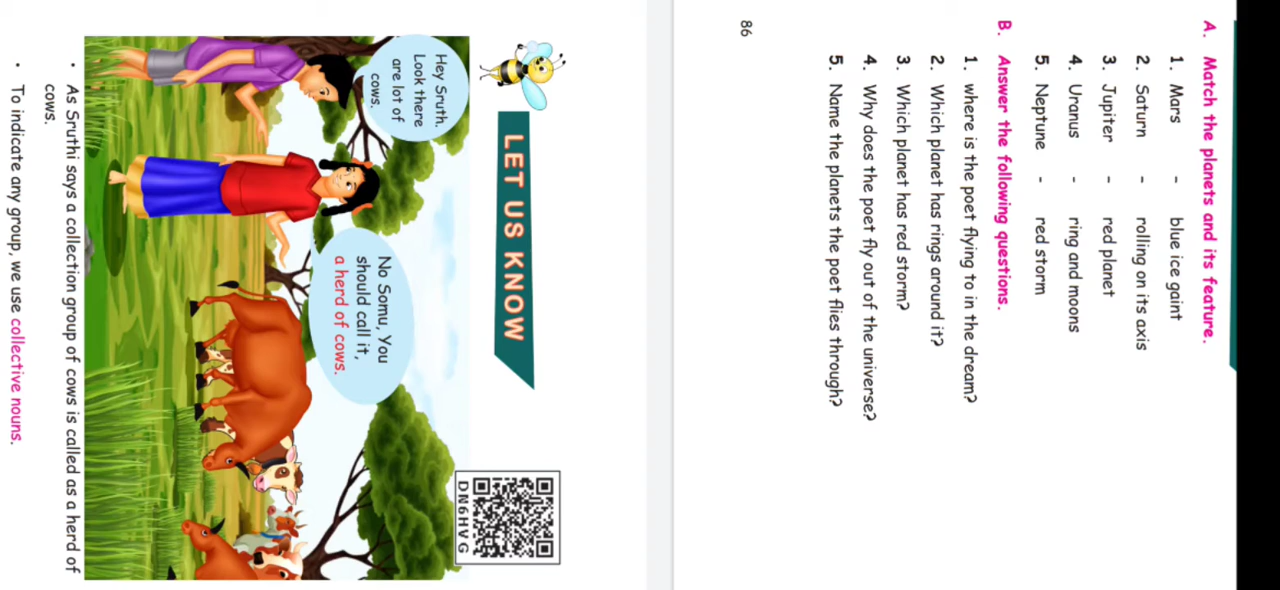 A. Match the planets and its feature.
1. Mars - blue ice gaint
2. Saturn - rolling on its axis
3. Jupiter - red planet
4. Uranus - ring and moons
5. Neptune - red storm
B. Answer the following questions.
1. where is the poet flying to in the dream?
2. Which planet has rings around it?
3. Which planet has red storm?
4. Why does the poet fly out of the universe?
5. Name the planets the poet flies through?
86
LET US KNOW
DN6HVG
Hey Sruth.
Look there
are lot of
cows.
No Somu, You
should call it,
a herd of cows.
• As Sruthi says a collection group of cows is called as a herd of
cows.
• To indicate any group, we use collective nouns.